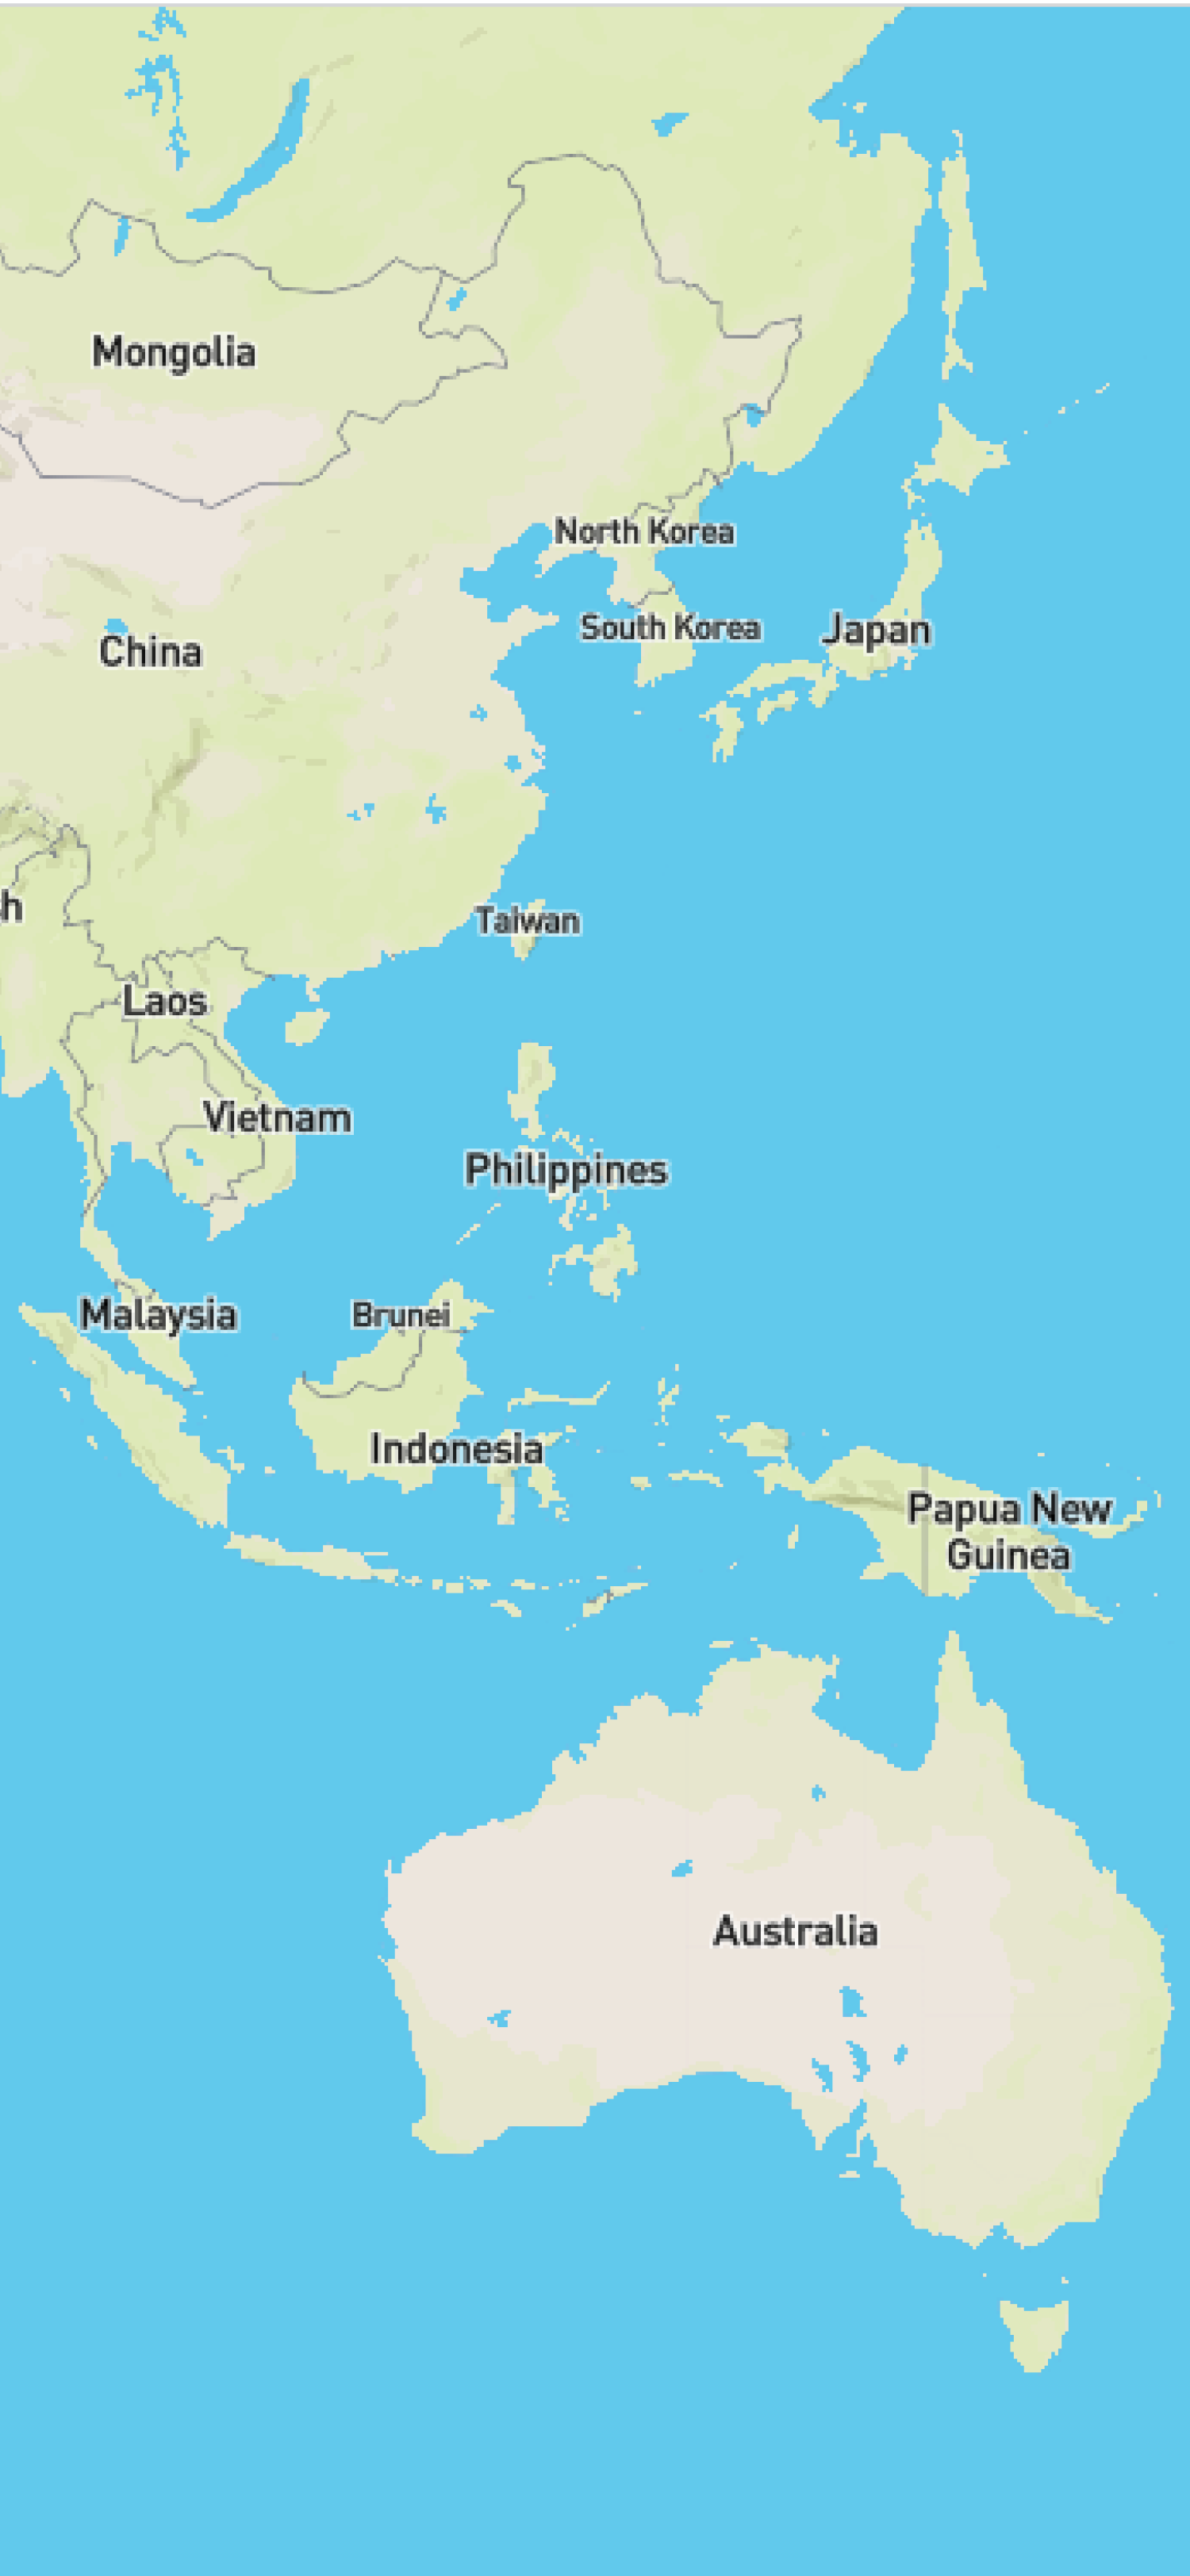 Mongolia
North Korea
South Korea
Japan
China
h
Taiwan
Laos
Vietnam
Philippines
Malaysia
Brunei
Indonesia
Papua New
Guinea
Australia